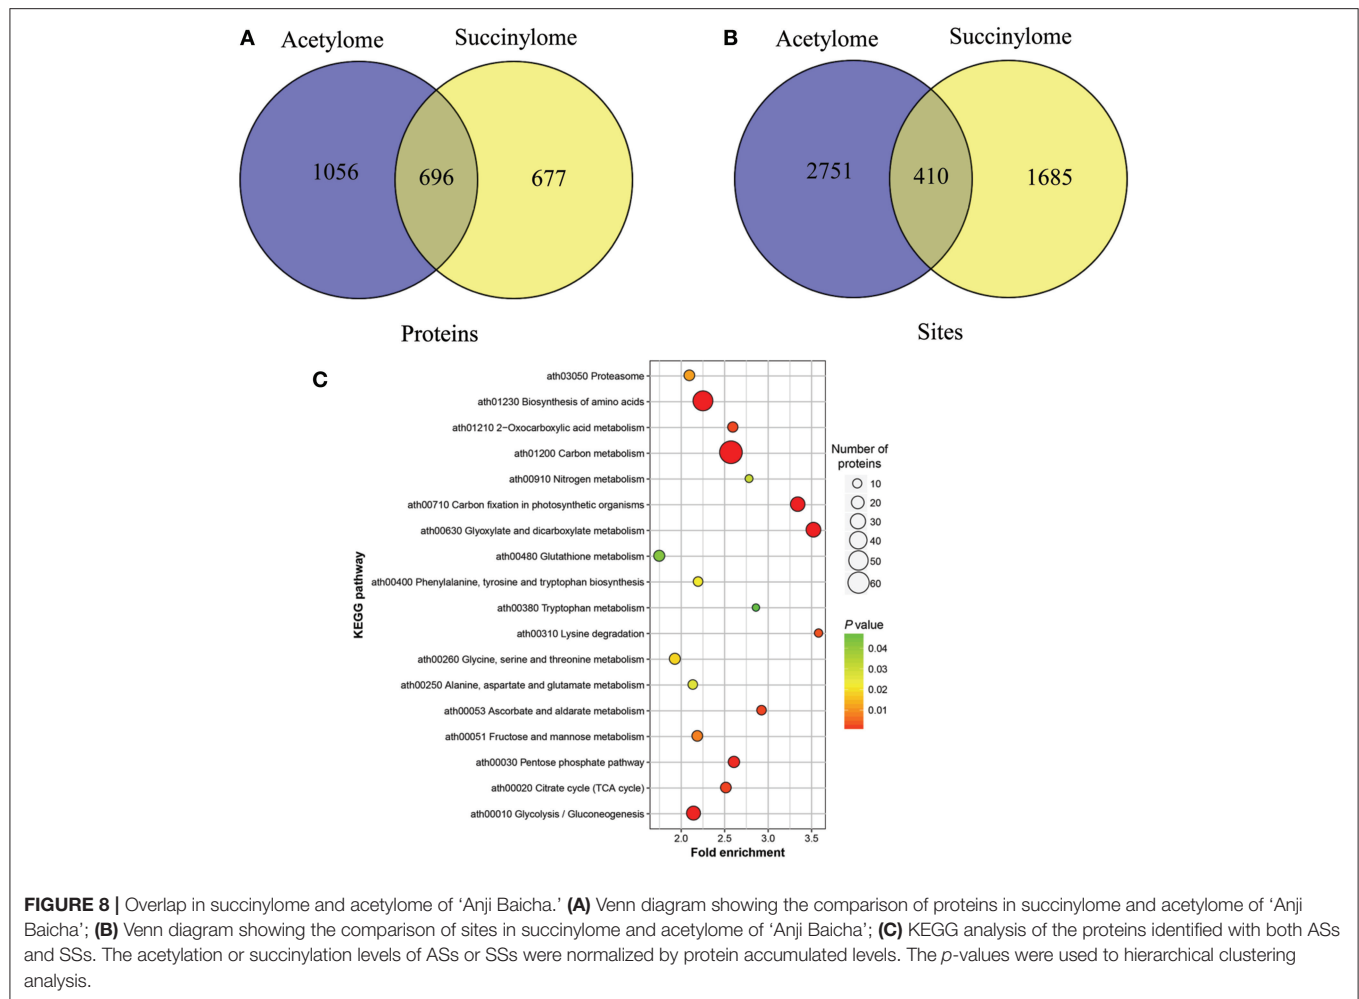 A Acetylome Succinylome
1056 696 677
Proteins
B Acetylome Succinylome
2751 410 1685
Sites
C
KEGG pathway
ath03050 Proteasome
ath01230 Biosynthesis of amino acids
ath01210 2−Oxocarboxylic acid metabolism
ath01200 Carbon metabolism
ath00910 Nitrogen metabolism
ath00710 Carbon fixation in photosynthetic organisms
ath00630 Glyoxylate and dicarboxylate metabolism
ath00480 Glutathione metabolism
ath00400 Phenylalanine, tyrosine and tryptophan biosynthesis
ath00380 Tryptophan metabolism
ath00310 Lysine degradation
ath00260 Glycine, serine and threonine metabolism
ath00250 Alanine, aspartate and glutamate metabolism
ath00053 Ascorbate and aldarate metabolism
ath00051 Fructose and mannose metabolism
ath00030 Pentose phosphate pathway
ath00020 Citrate cycle (TCA cycle)
ath00010 Glycolysis / Gluconeogenesis
2.0 2.5 3.0 3.5
Fold enrichment
Number of
proteins
10
20
30
40
50
60
P value
0.04
0.03
0.02
0.01
FIGURE 8 | Overlap in succinylome and acetylome of ‘Anji Baicha.’ (A) Venn diagram showing the comparison of proteins in succinylome and acetylome of ‘Anji
Baicha’; (B) Venn diagram showing the comparison of sites in succinylome and acetylome of ‘Anji Baicha’; (C) KEGG analysis of the proteins identified with both ASs
and SSs. The acetylation or succinylation levels of ASs or SSs were normalized by protein accumulated levels. The p-values were used to hierarchical clustering
analysis.